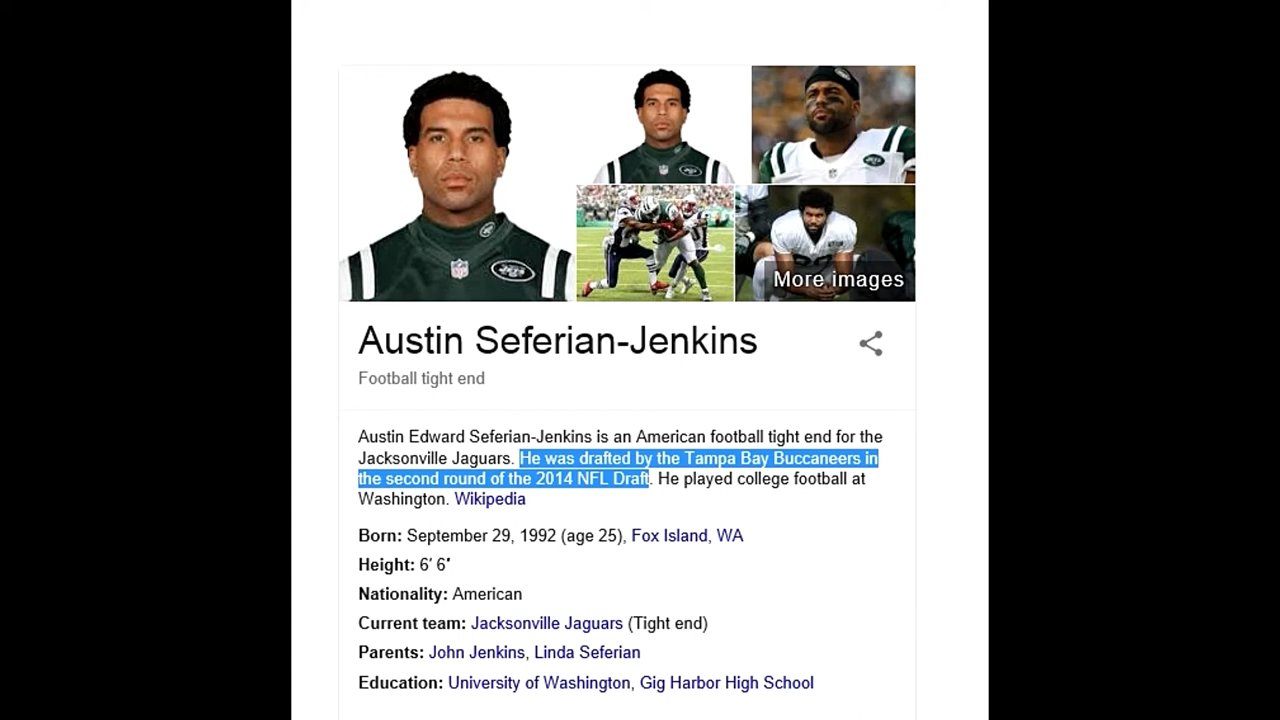 More images
Austin Seferian-Jenkins
Football tight end
Austin Edward Seferian-Jenkins is an American football tight end for the
Jacksonville Jaguars. He was drafted by the Tampa Bay Buccaneers in
the second round of the 2014 NFL Draft. He played college football at
Washington. Wikipedia
Born: September 29, 1992 (age 25), Fox Island, WA
Height: 6′ 6″
Nationality: American
Current team: Jacksonville Jaguars (Tight end)
Parents: John Jenkins, Linda Seferian
Education: University of Washington, Gig Harbor High School